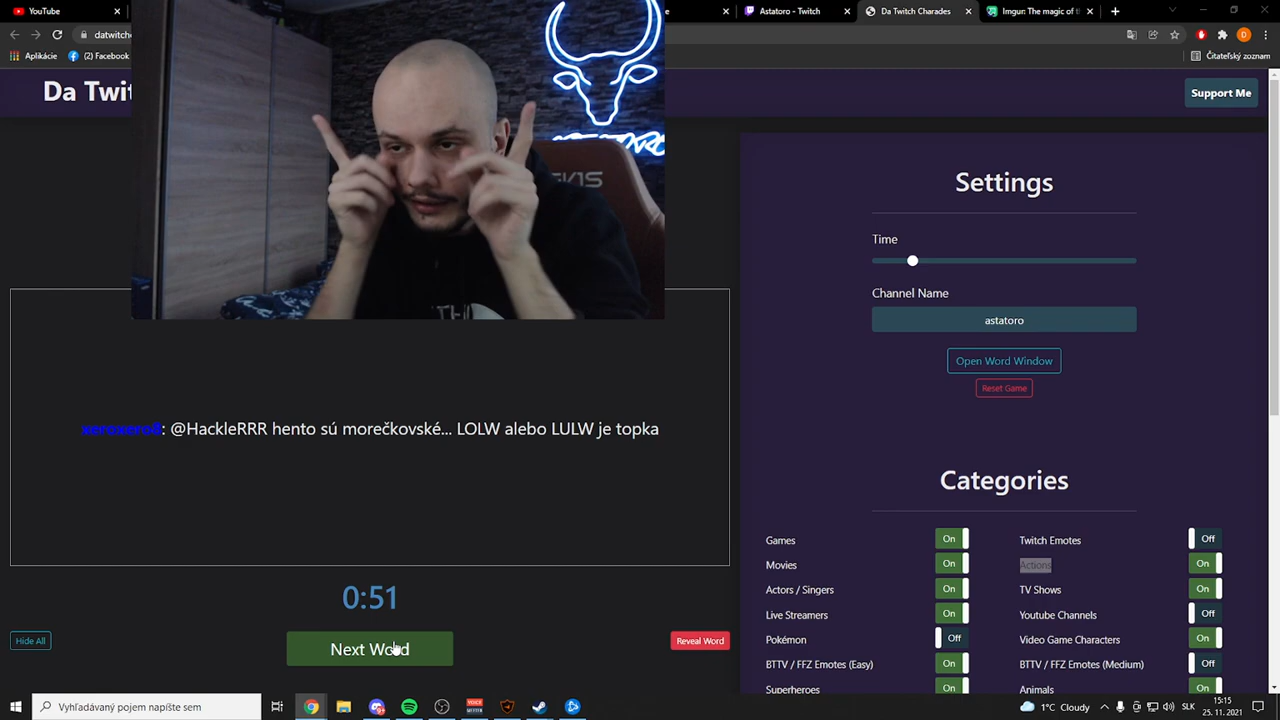 YouTube
Astatoro - Twitch
Da Twitch Charades
Imgur: The magic of t
datwitch
Aplikácie
(2) Facebook
Čitateľský zoznam
Da Twi
Support Me
Settings
Time
Channel Name
astatoro
Open Word Window
Reset Game
: @HackleRRR hento sú morečkovské... LOLW alebo LULW je topka
0:51
Hide All
Next Word
Reveal Word
Categories
Games On
Twitch Emotes Off
Movies On
Actions On
Actors / Singers On
TV Shows On
Live Streamers On
Youtube Channels Off
Pokémon Off
Video Game Characters On
BTTV / FFZ Emotes (Easy) On
BTTV / FFZ Emotes (Medium) Off
Superheroes
Animals
Vyhľadávaný pojem napíšte sem
VOICE
1°C Cloudy
15:15
25. 11. 2021